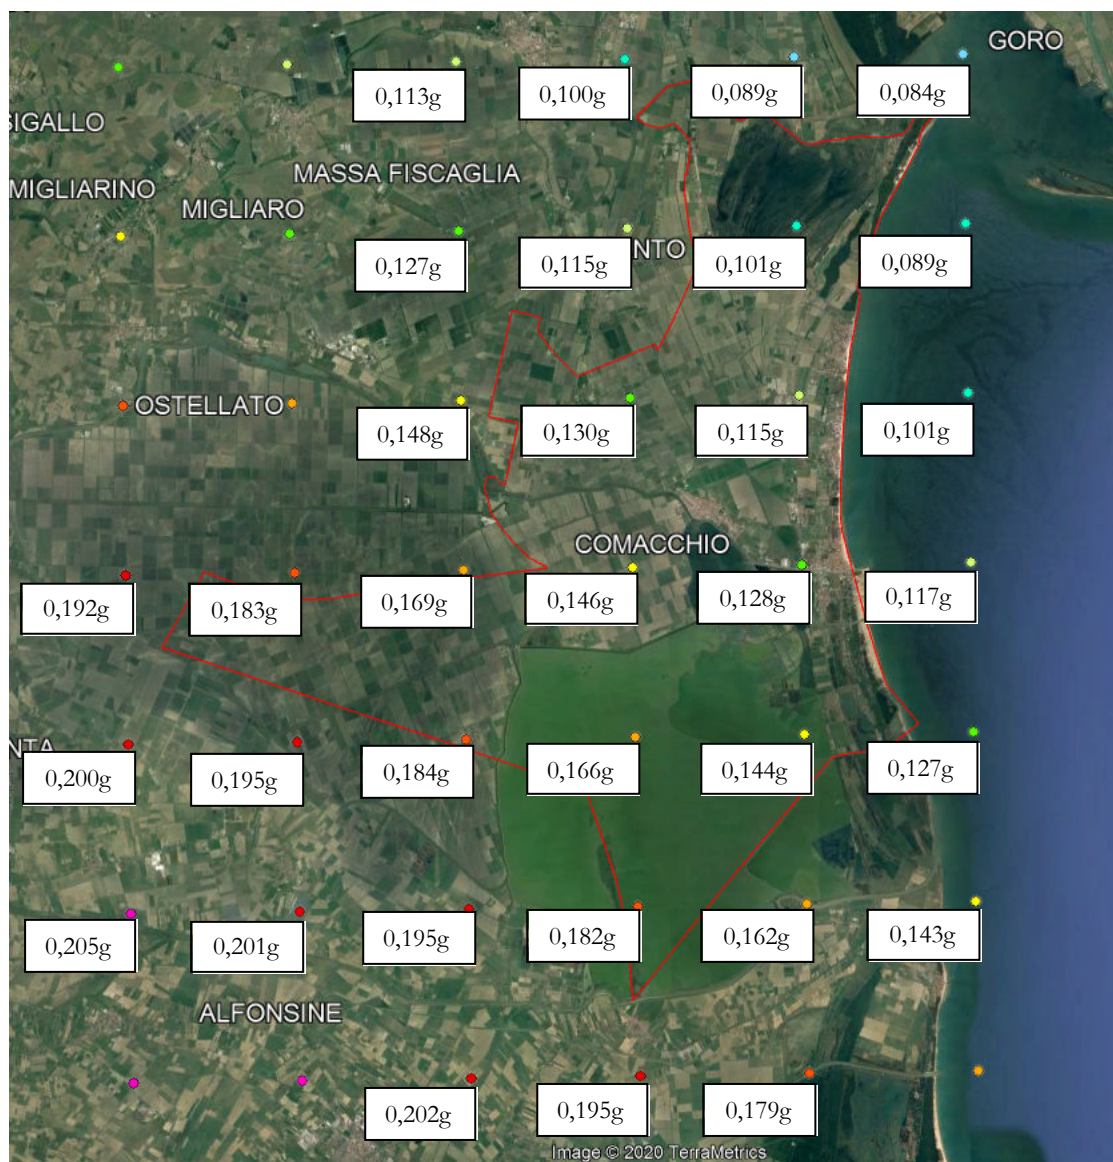 GORO
0,113g 0,100g 0,089g 0,084g
SIGALLO
MASSA FISCAGLIA
MIGLIARINO
MIGLIARO
0,127g 0,115g NTO 0,101g 0,089g
OSTELLATO
0,148g 0,130g 0,115g 0,101g
COMACCHIO
0,192g 0,183g 0,169g 0,146g 0,128g 0,117g
NTA
0,200g 0,195g 0,184g 0,166g 0,144g 0,127g
0,205g 0,201g 0,195g 0,182g 0,162g 0,143g
ALFONSINE
0,202g 0,195g 0,179g
Image © 2020 TerraMetrics